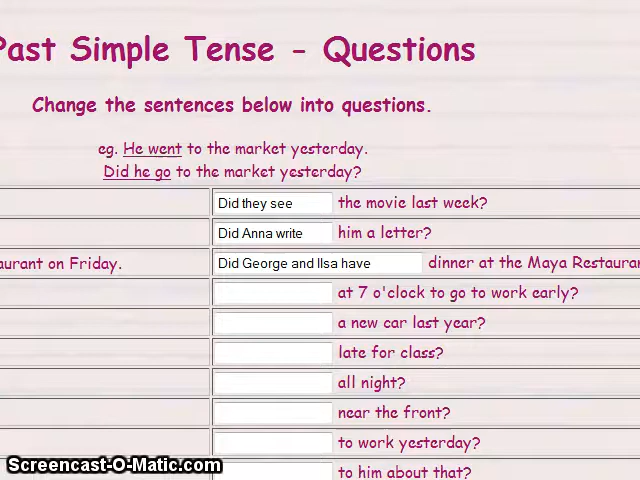 Past Simple Tense - Questions
Change the sentences below into questions.
eg. He went to the market yesterday.
Did he go to the market yesterday?
Did they see the movie last week?
Did Anna write him a letter?
on Friday. Did George and Ilsa have dinner at the Maya
at 7 o'clock to go to work early?
a new car last year?
late for class?
all night?
near the front?
to work yesterday?
to him about that?
Screencast-O-Matic.com